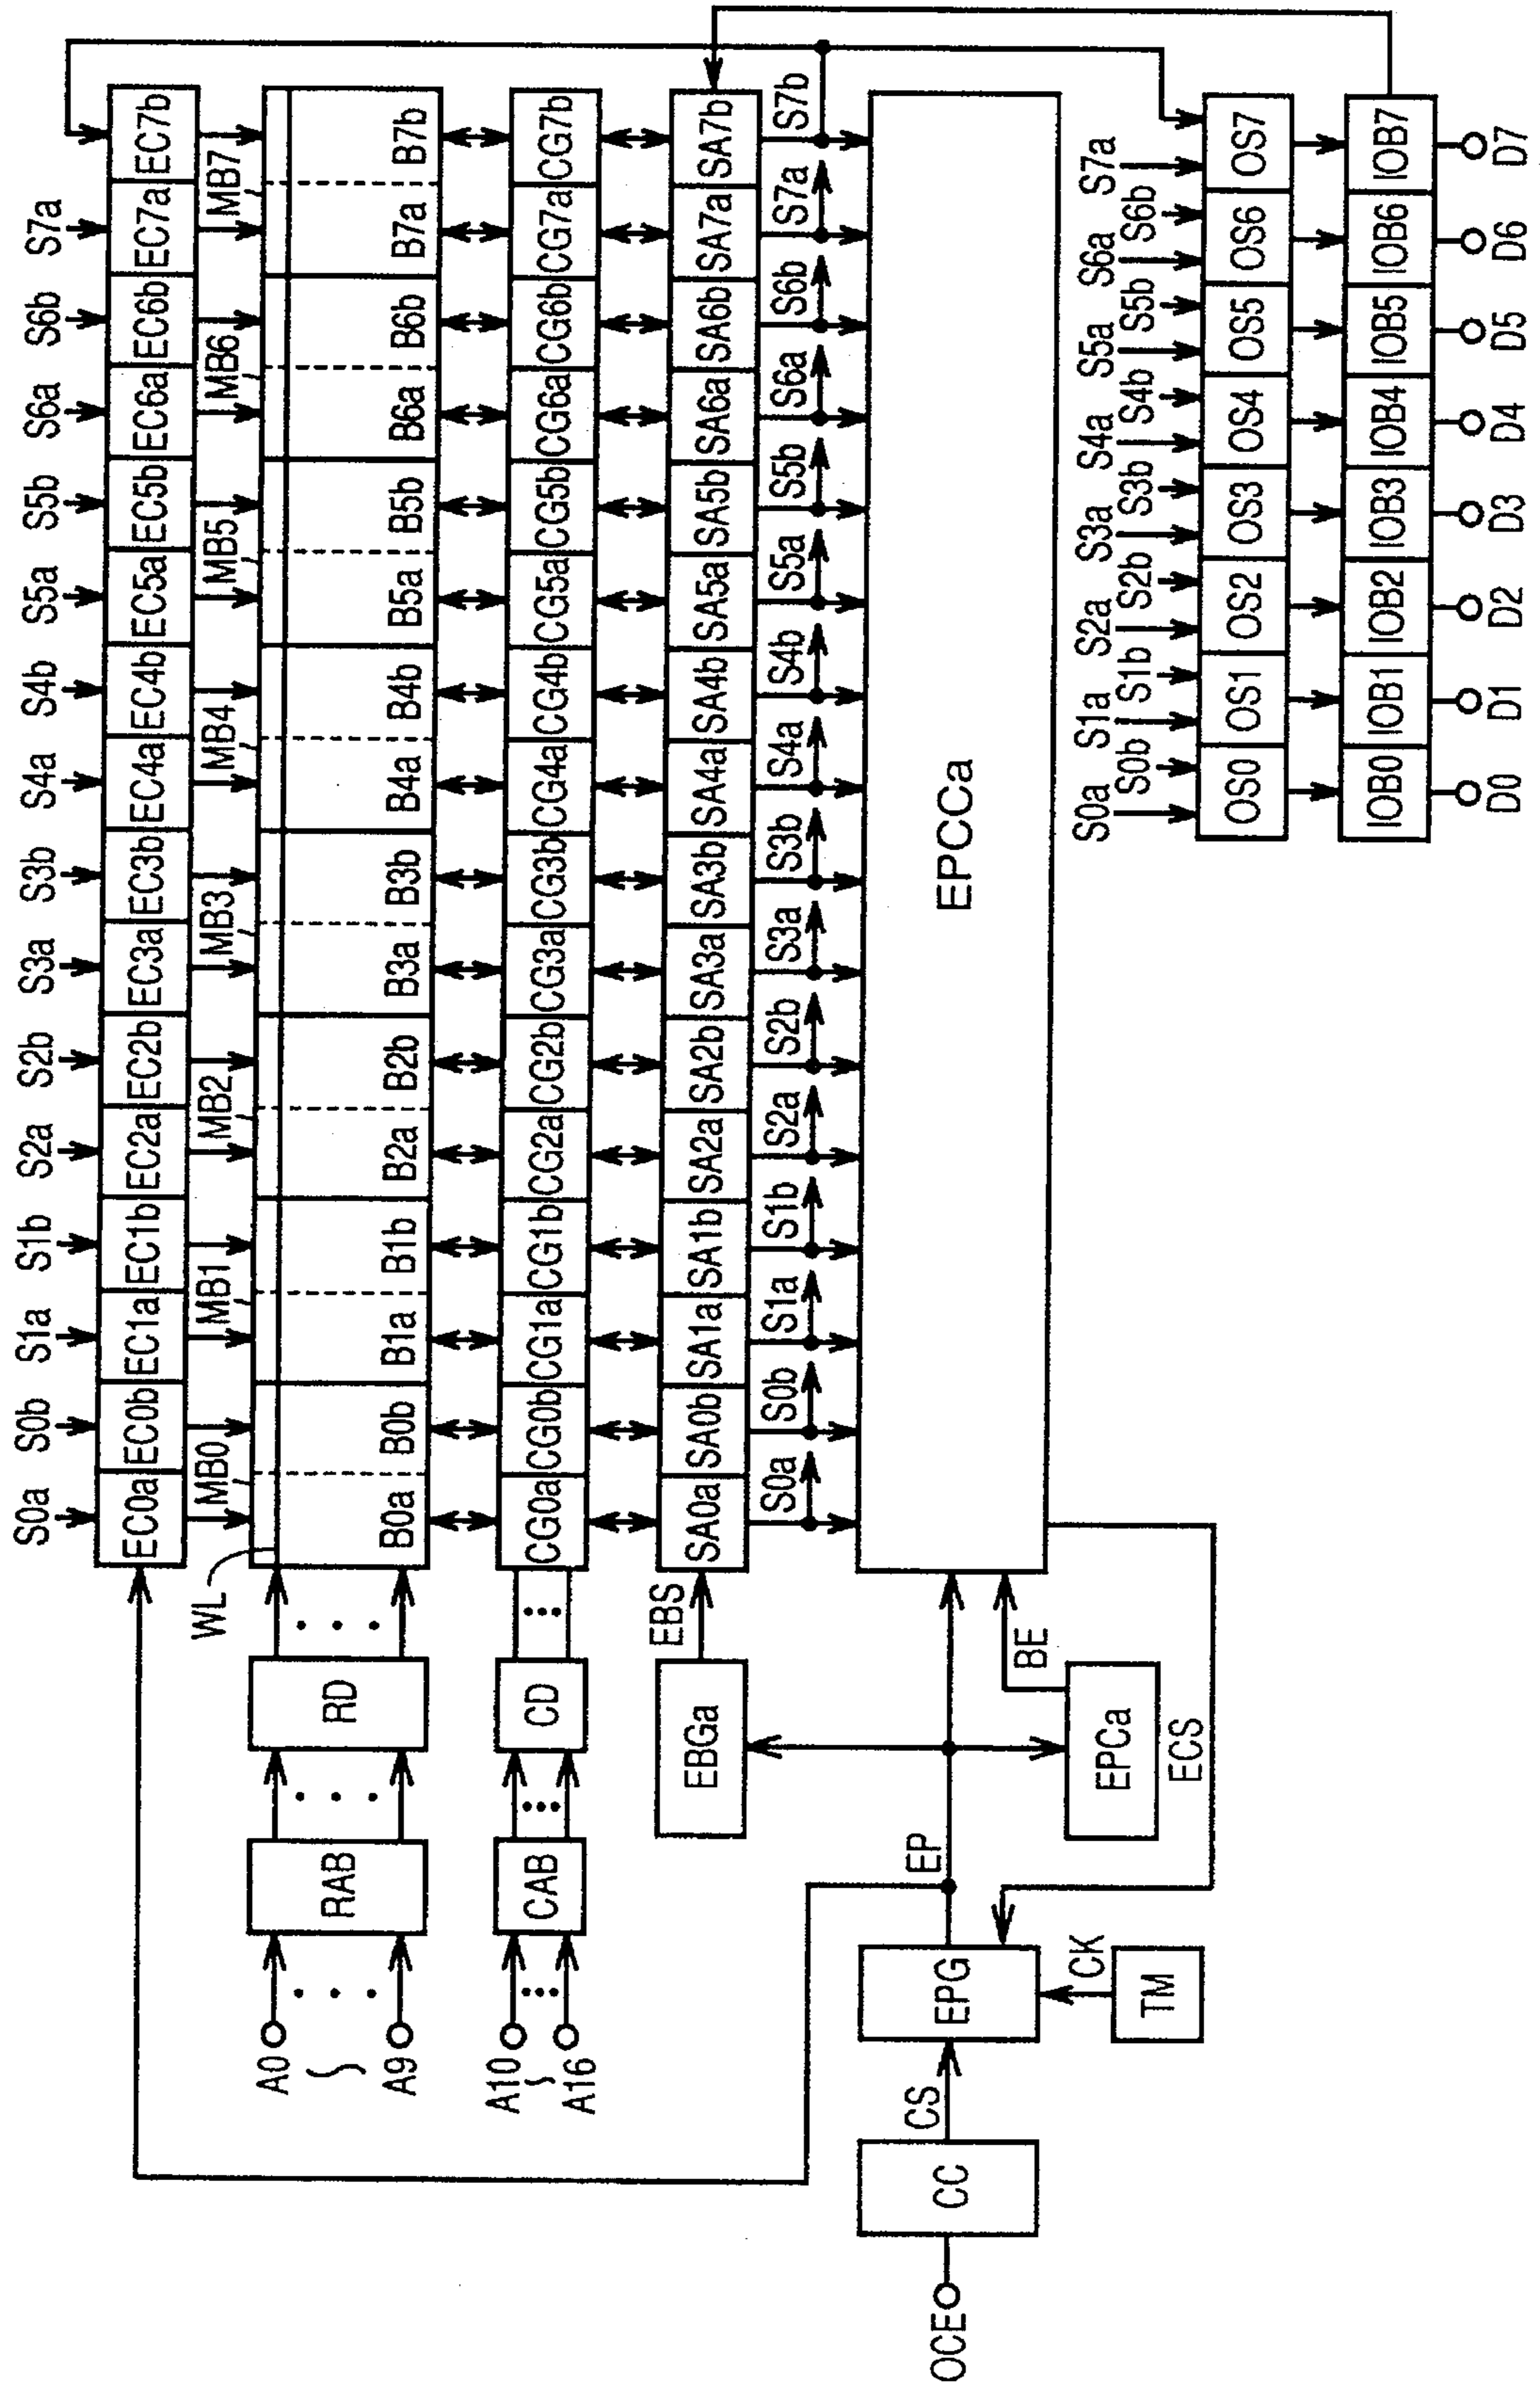 S0a S0b S1a S1b S2a S2b S3a S3b S4a S4b S5a S5b S6a S6b S7a
EC0a EC0b EC1a EC1b EC2a EC2b EC3a EC3b EC4a EC4b EC5a EC5b EC6a EC6b EC7a EC7b
WL MB0 MB1 MB2 MB3 MB4 MB5 MB6 MB7
A0 A9 RAB RD
B0a B0b B1a B1b B2a B2b B3a B3b B4a B4b B5a B5b B6a B6b B7a B7b
A10 A16 CAB CD
CG0a CG0b CG1a CG1b CG2a CG2b CG3a CG3b CG4a CG4b CG5a CG5b CG6a CG6b CG7a CG7b
EBGa EBS
SA0a SA0b SA1a SA1b SA2a SA2b SA3a SA3b SA4a SA4b SA5a SA5b SA6a SA6b SA7a SA7b
S0a S0b S1a S1b S2a S2b S3a S3b S4a S4b S5a S5b S6a S6b S7a S7b
OCE CC CS EPG EP EPCCa
BE
CK
TM
EPCa
ECS
S0a S0b S1a S1b S2a S2b S3a S3b S4a S4b S5a S5b S6a S6b S7a
OS0 OS1 OS2 OS3 OS4 OS5 OS6 OS7
IOB0 IOB1 IOB2 IOB3 IOB4 IOB5 IOB6 IOB7
D0 D1 D2 D3 D4 D5 D6 D7